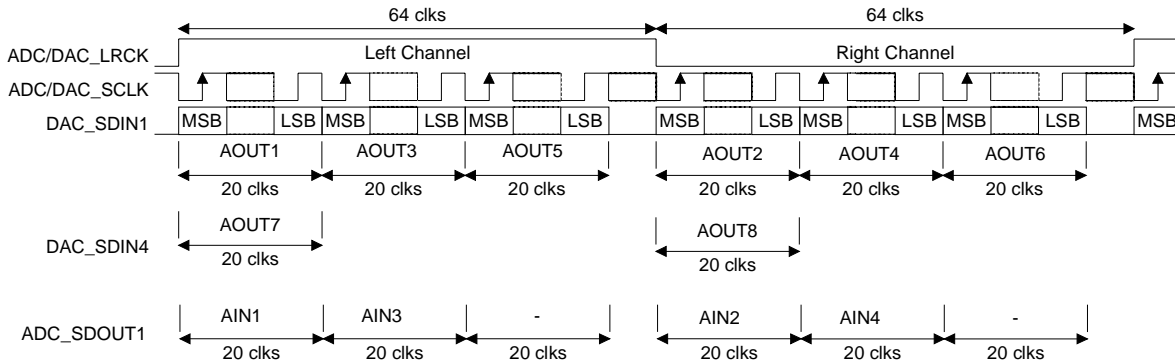 64 clks 64 clks
ADC/DAC_LRCK Left Channel Right Channel
ADC/DAC_SCLK
DAC_SDIN1 MSB LSB MSB LSB MSB LSB MSB LSB MSB LSB MSB LSB MSB
AOUT1 AOUT3 AOUT5 AOUT2 AOUT4 AOUT6
20 clks 20 clks 20 clks 20 clks 20 clks 20 clks
AOUT7 AOUT8
DAC_SDIN4
20 clks 20 clks
AIN1 AIN3 - AIN2 AIN4 -
ADC_SDOUT1
20 clks 20 clks 20 clks 20 clks 20 clks 20 clks